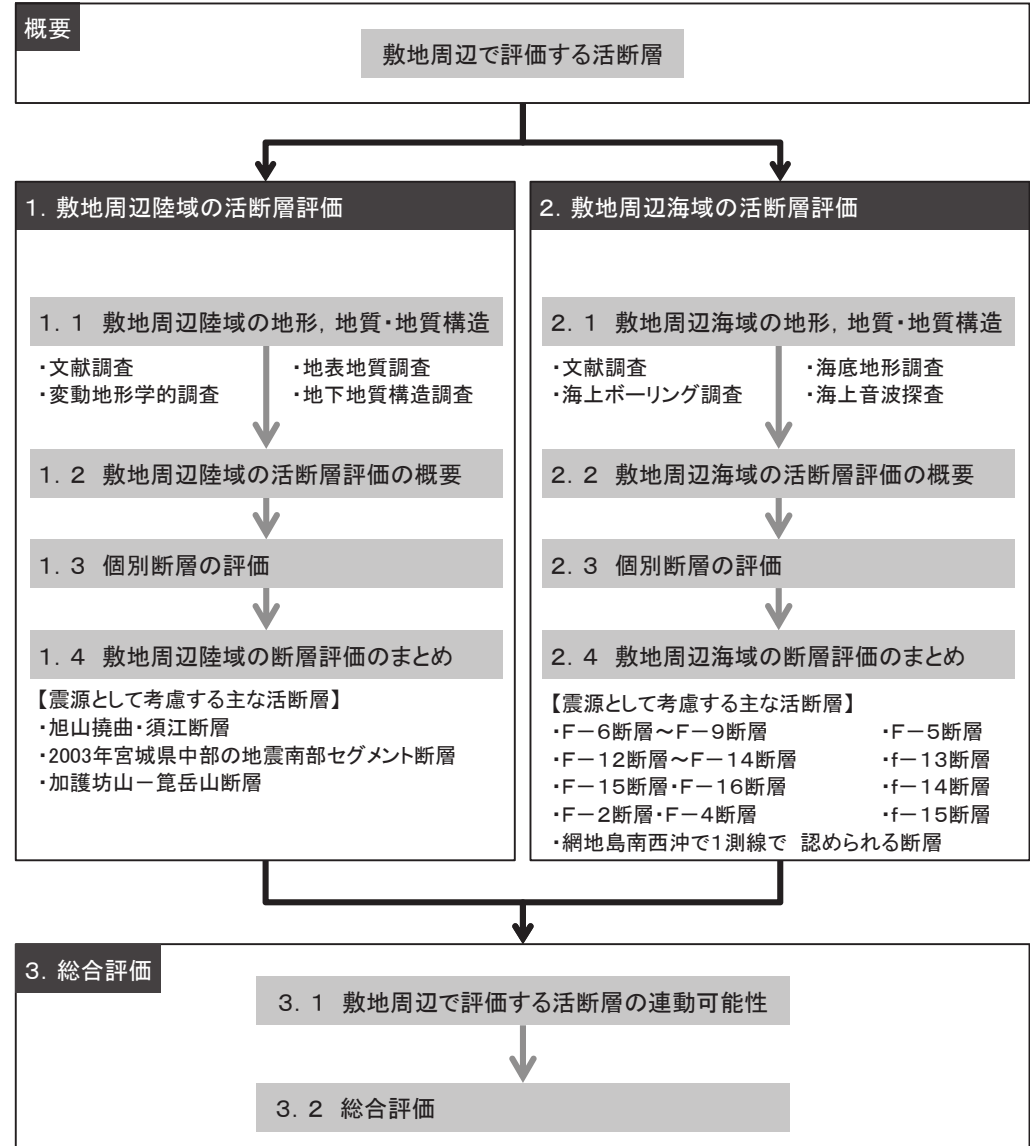 概要
敷地周辺で評価する活断層
1．敷地周辺陸域の活断層評価
1．1 敷地周辺陸域の地形，地質・地質構造
・文献調査 ・地表地質調査
・変動地形学的調査 ・地下地質構造調査
1．2 敷地周辺陸域の活断層評価の概要
1．3 個別断層の評価
1．4 敷地周辺陸域の断層評価のまとめ
【震源として考慮する主な活断層】
・旭山撓曲・須江断層
・2003年宮城県中部の地震南部セグメント断層
・加護坊山－箟岳山断層
2．敷地周辺海域の活断層評価
2．1 敷地周辺海域の地形，地質・地質構造
・文献調査 ・海底地形調査
・海上ボーリング調査 ・海上音波探査
2．2 敷地周辺海域の活断層評価の概要
2．3 個別断層の評価
2．4 敷地周辺海域の断層評価のまとめ
【震源として考慮する主な活断層】
・F－6断層～F－9断層 ・F－5断層
・F－12断層～F－14断層 ・f－13断層
・F－15断層・F－16断層 ・f－14断層
・F－2断層・F－4断層 ・f－15断層
・網地島南西沖で1測線で 認められる断層
3．総合評価
3．1 敷地周辺で評価する活断層の連動可能性
3．2 総合評価